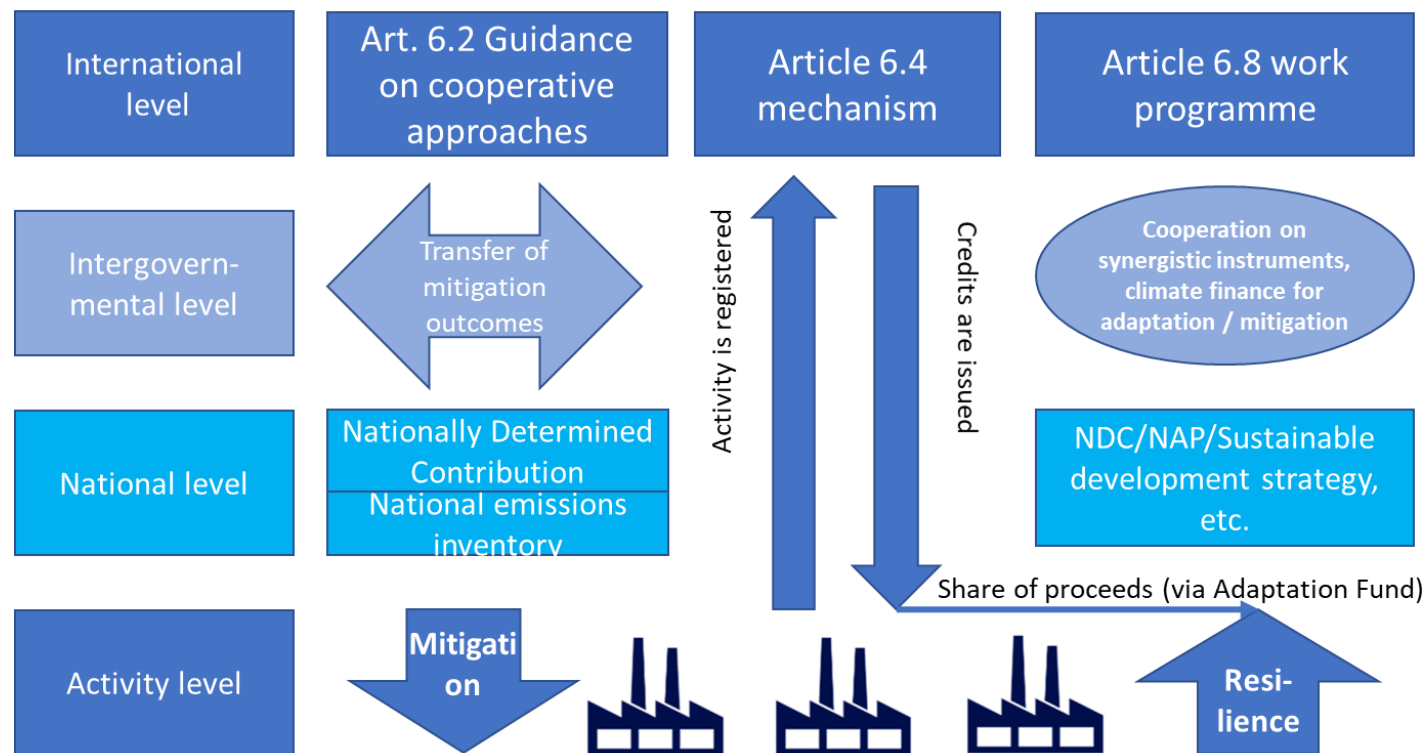 International
level
Art. 6.2 Guidance
on cooperative
approaches
Article 6.4
mechanism
Article 6.8 work
programme
Intergovern-
mental level
Transfer of
mitigation
outcomes
Activity is registered
Credits are issued
Cooperation on
synergistic instruments,
climate finance for
adaptation / mitigation
National level
Nationally Determined
Contribution
National emissions
inventory
NDC/NAP/Sustainable
development strategy,
etc.
Share of proceeds (via Adaptation Fund)
Activity level
Mitigati
on
Resi-
lience